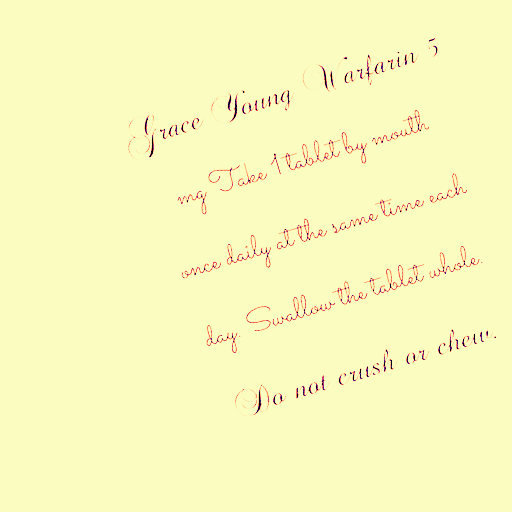 Grace Young Warfarin 5
mg Take 1 tablet by mouth
once daily at the same time each
day. Swallow the tablet whole.
Do not crush or chew.